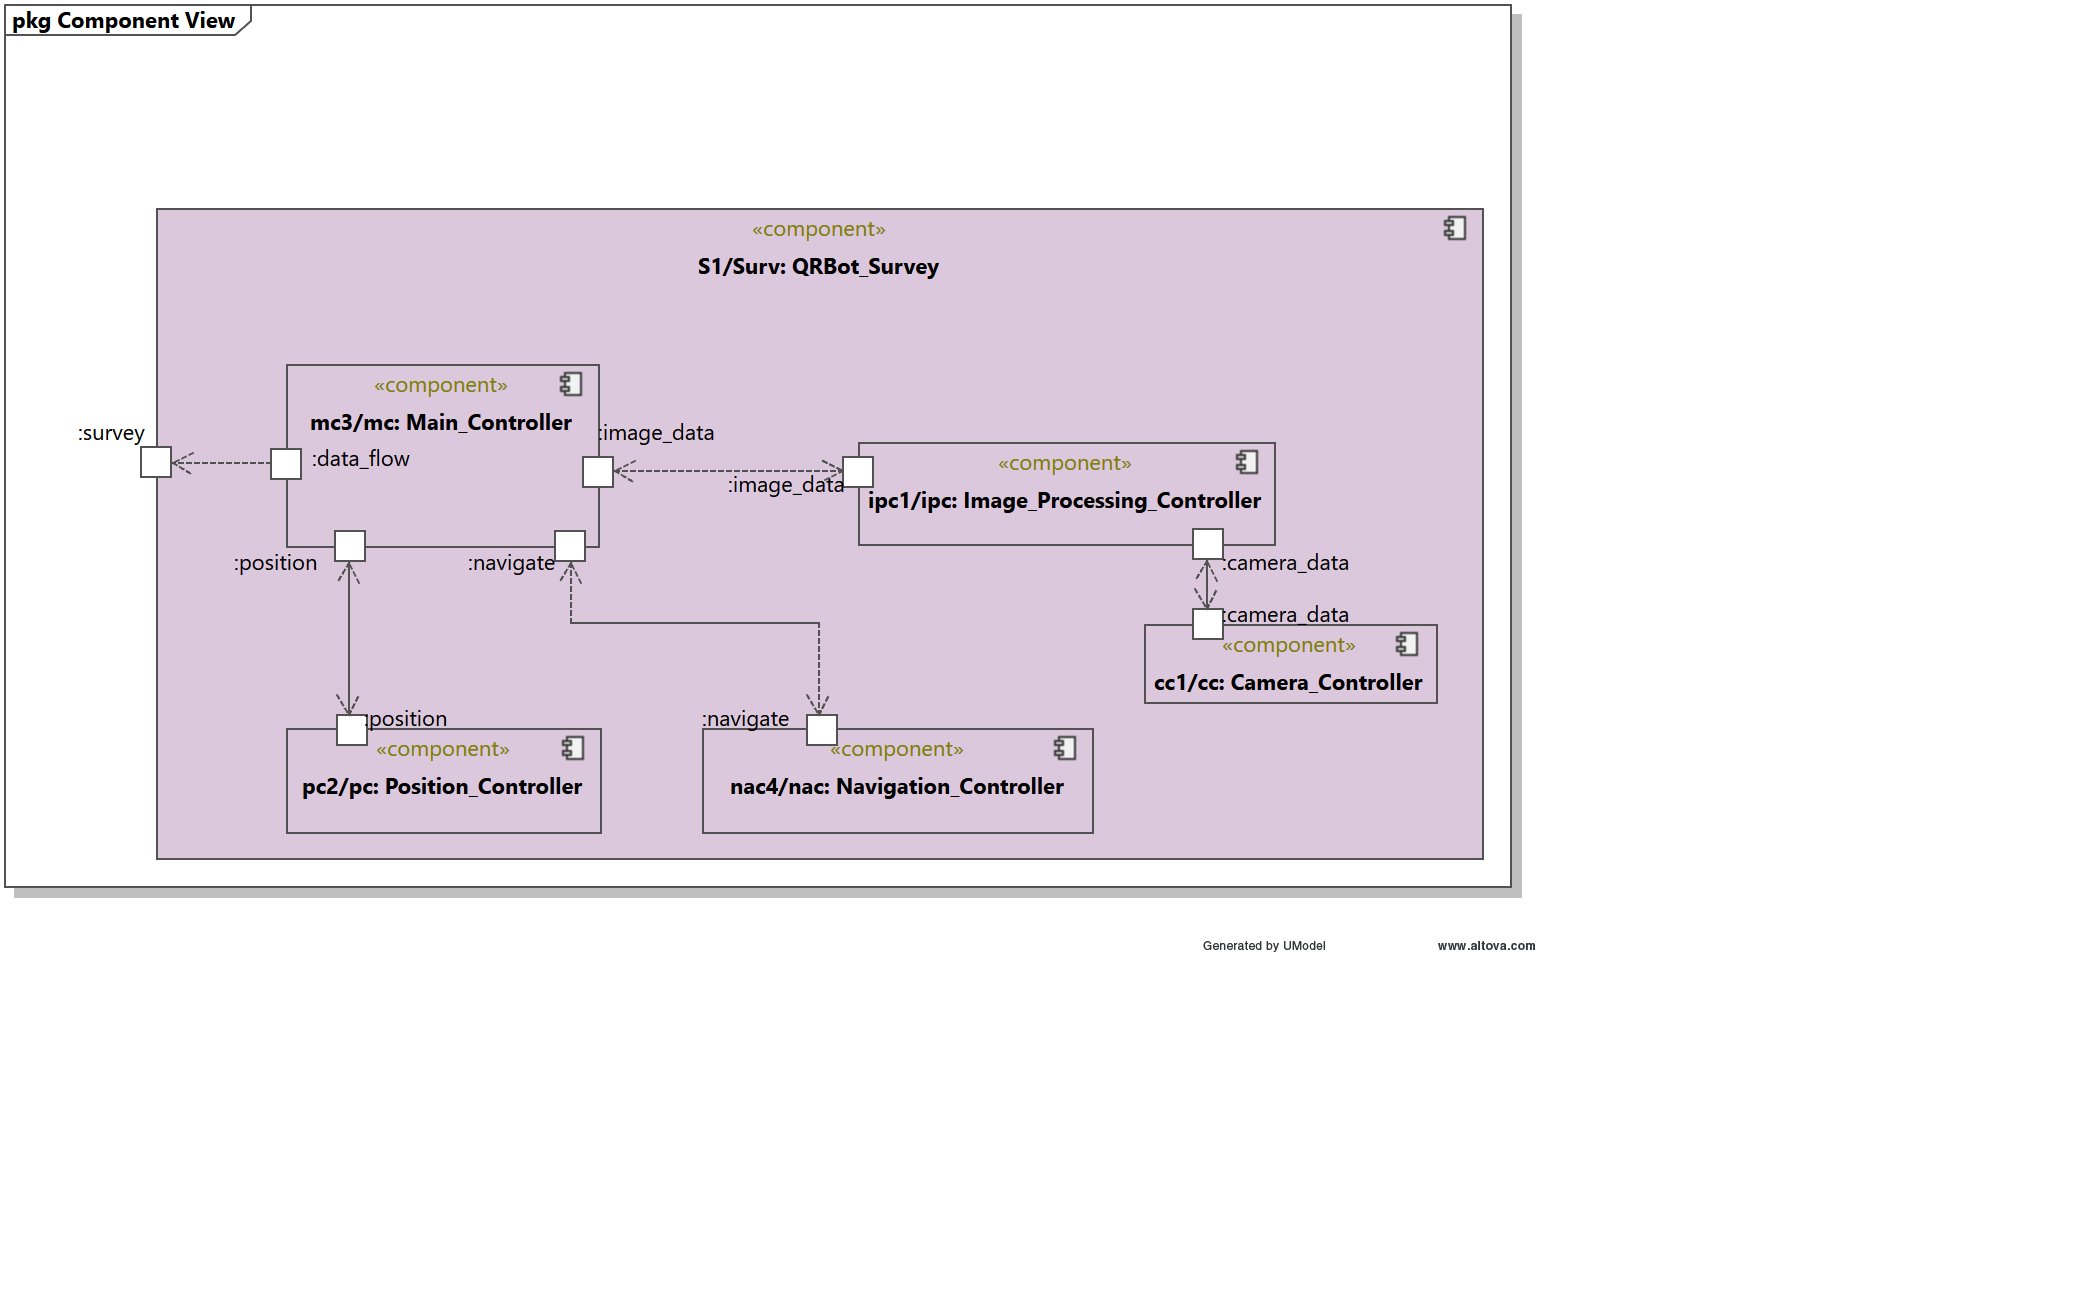 pkg Component View
«component»
S1/Surv: QRBot_Survey
«component»
mc3/mc: Main_Controller
:survey
:data_flow
:image_data
:image_data
«component»
ipc1/ipc: Image_Processing_Controller
:position
:navigate
:camera_data
:camera_data
«component»
cc1/cc: Camera_Controller
:position
«component»
pc2/pc: Position_Controller
:navigate
«component»
nac4/nac: Navigation_Controller
Generated by UModel
www.altova.com